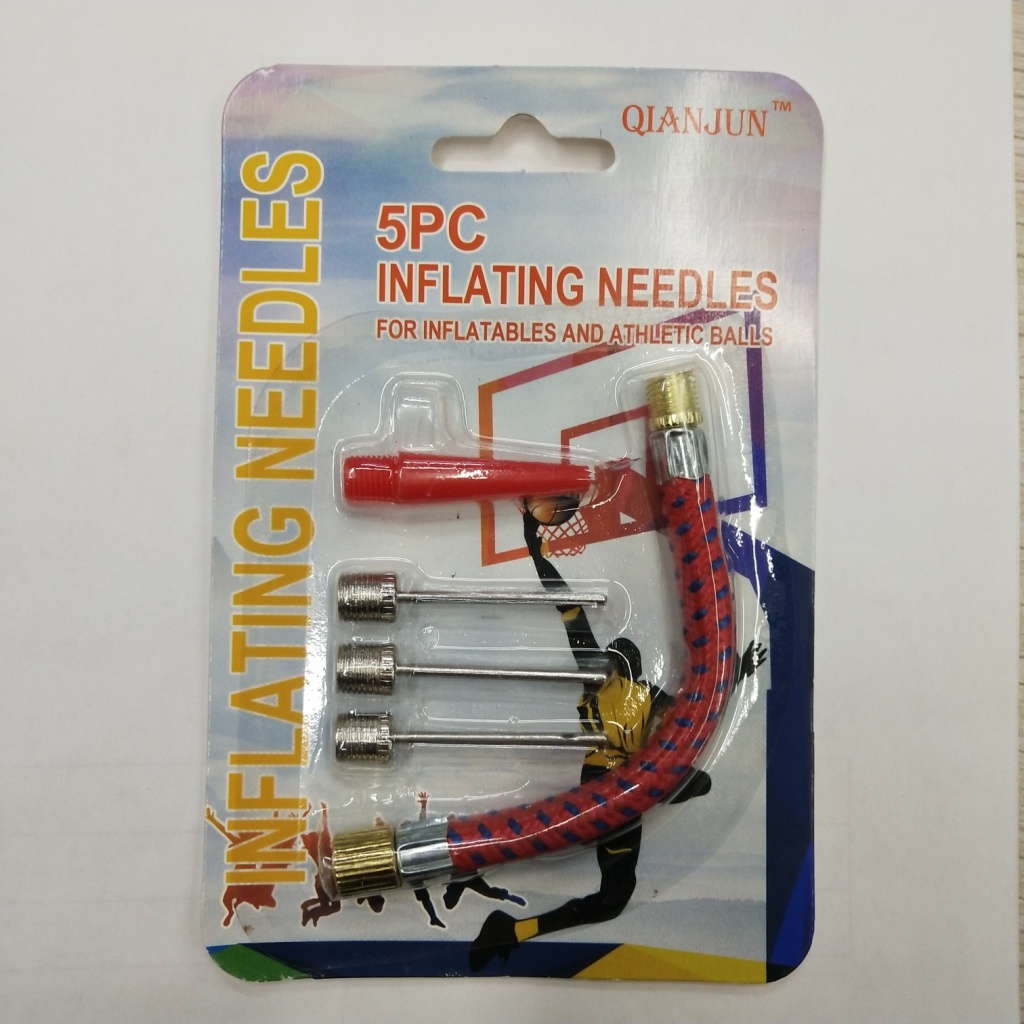 QIANJUN™
5PC
INFLATING NEEDLES
FOR INFLATABLES AND ATHLETIC BALLS
INFLATING NEEDLES